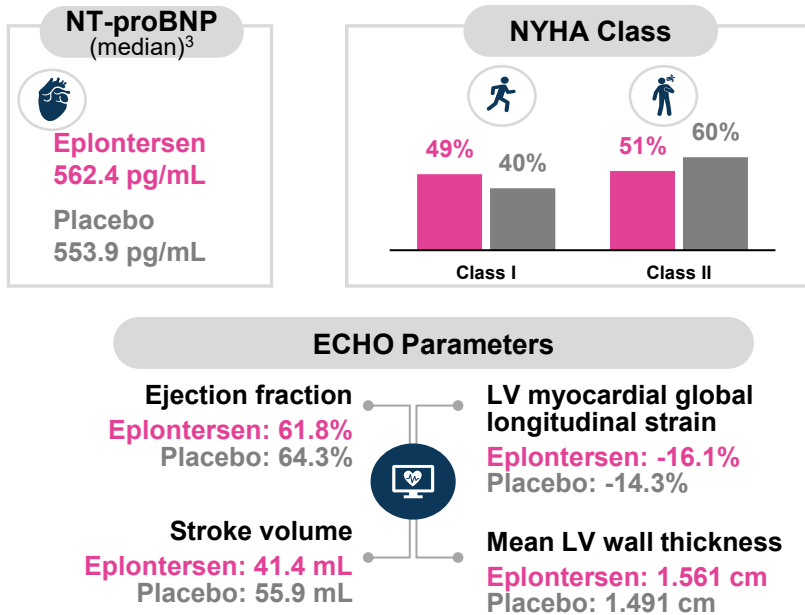 NT-proBNP
(median)³
Eplontersen
562.4 pg/mL
Placebo
553.9 pg/mL
NYHA Class
49%
40%
51%
60%
Class I
Class II
ECHO Parameters
Ejection fraction
Eplontersen: 61.8%
Placebo: 64.3%
LV myocardial global
longitudinal strain
Eplontersen: -16.1%
Placebo: -14.3%
Stroke volume
Eplontersen: 41.4 mL
Placebo: 55.9 mL
Mean LV wall thickness
Eplontersen: 1.561 cm
Placebo: 1.491 cm